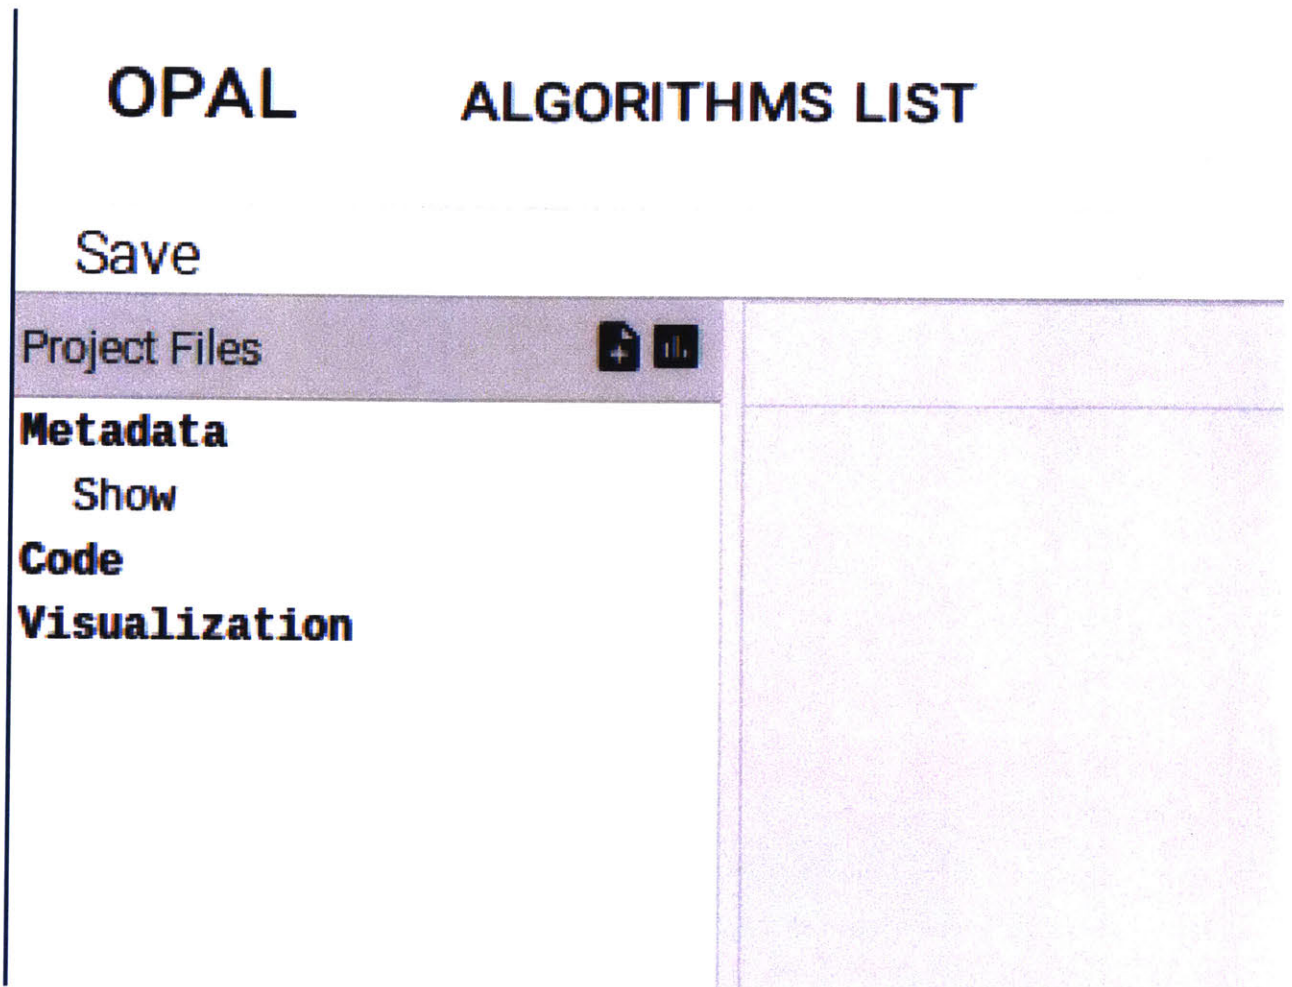 OPAL ALGORITHMS LIST
Save
Project Files
Metadata
Show
Code
Visualization